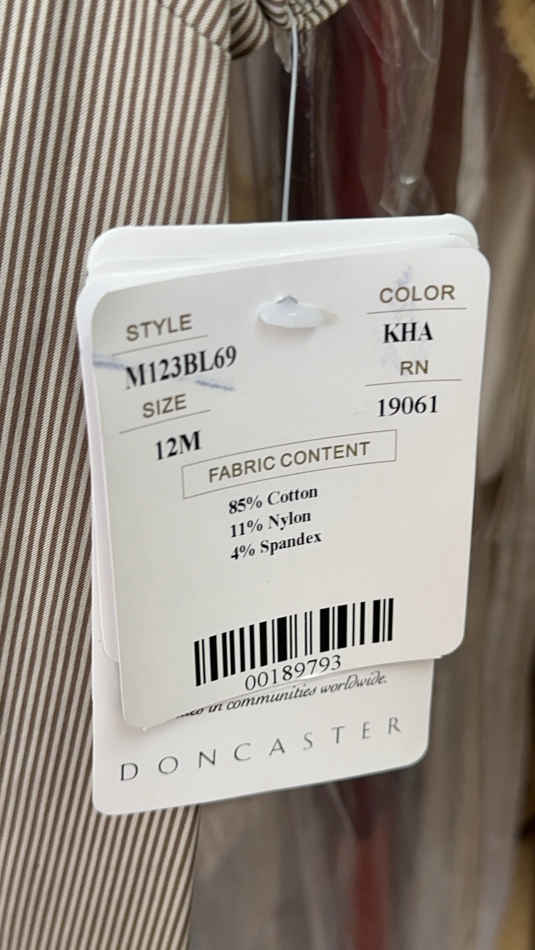 STYLE
M123BL69
SIZE
12M
COLOR
KHA
RN
19061
FABRIC CONTENT
85% Cotton
11% Nylon
4% Spandex
00189793
in communities worldwide.
DONCASTER